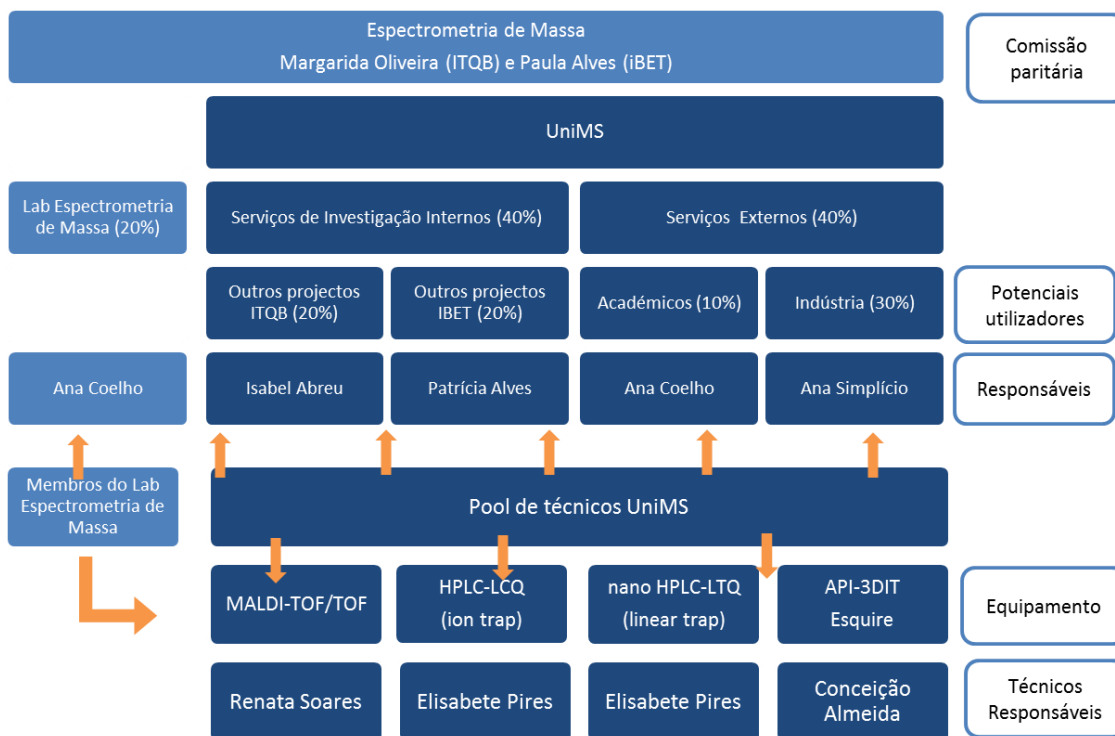 Espectrometria de Massa
Margarida Oliveira (ITQB) e Paula Alves (iBET)
Comissão
paritária
UniMS
Lab Espectrometria
de Massa (20%)
Serviços de Investigação Internos (40%)
Serviços Externos (40%)
Outros projectos
ITQB (20%)
Outros projectos
IBET (20%)
Académicos (10%)
Indústria (30%)
Potenciais
utilizadores
Ana Coelho
Isabel Abreu
Patrícia Alves
Ana Coelho
Ana Simplício
Responsáveis
Membros do Lab
Espectrometria de
Massa
Pool de técnicos UniMS
MALDI-TOF/TOF
HPLC-LCQ
(ion trap)
nano HPLC-LTQ
(linear trap)
API-3DIT
Esquire
Equipamento
Renata Soares
Elisabete Pires
Elisabete Pires
Conceição
Almeida
Técnicos
Responsáveis